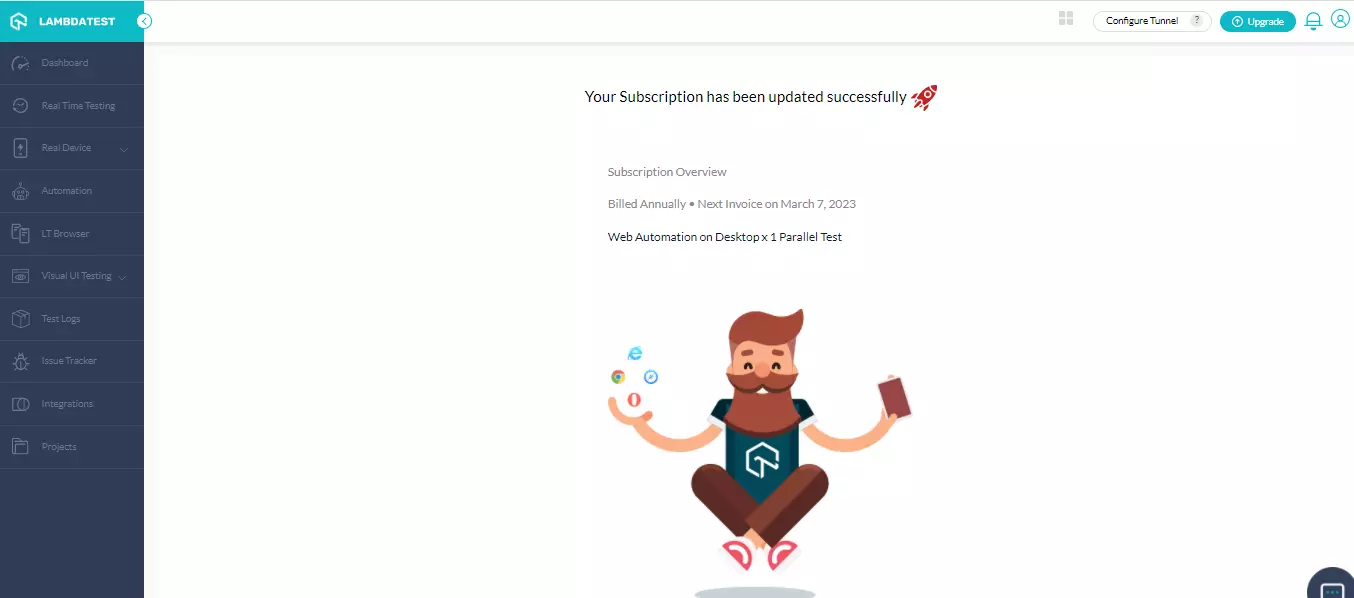 LAMBDATEST
Configure Tunnel ?
Upgrade
Dashboard
Real Time Testing
Real Device
Automation
LT Browser
Visual UI Testing
Test Logs
Issue Tracker
Integrations
Projects
Your Subscription has been updated successfully
Subscription Overview
Billed Annually • Next Invoice on March 7, 2023
Web Automation on Desktop x 1 Parallel Test